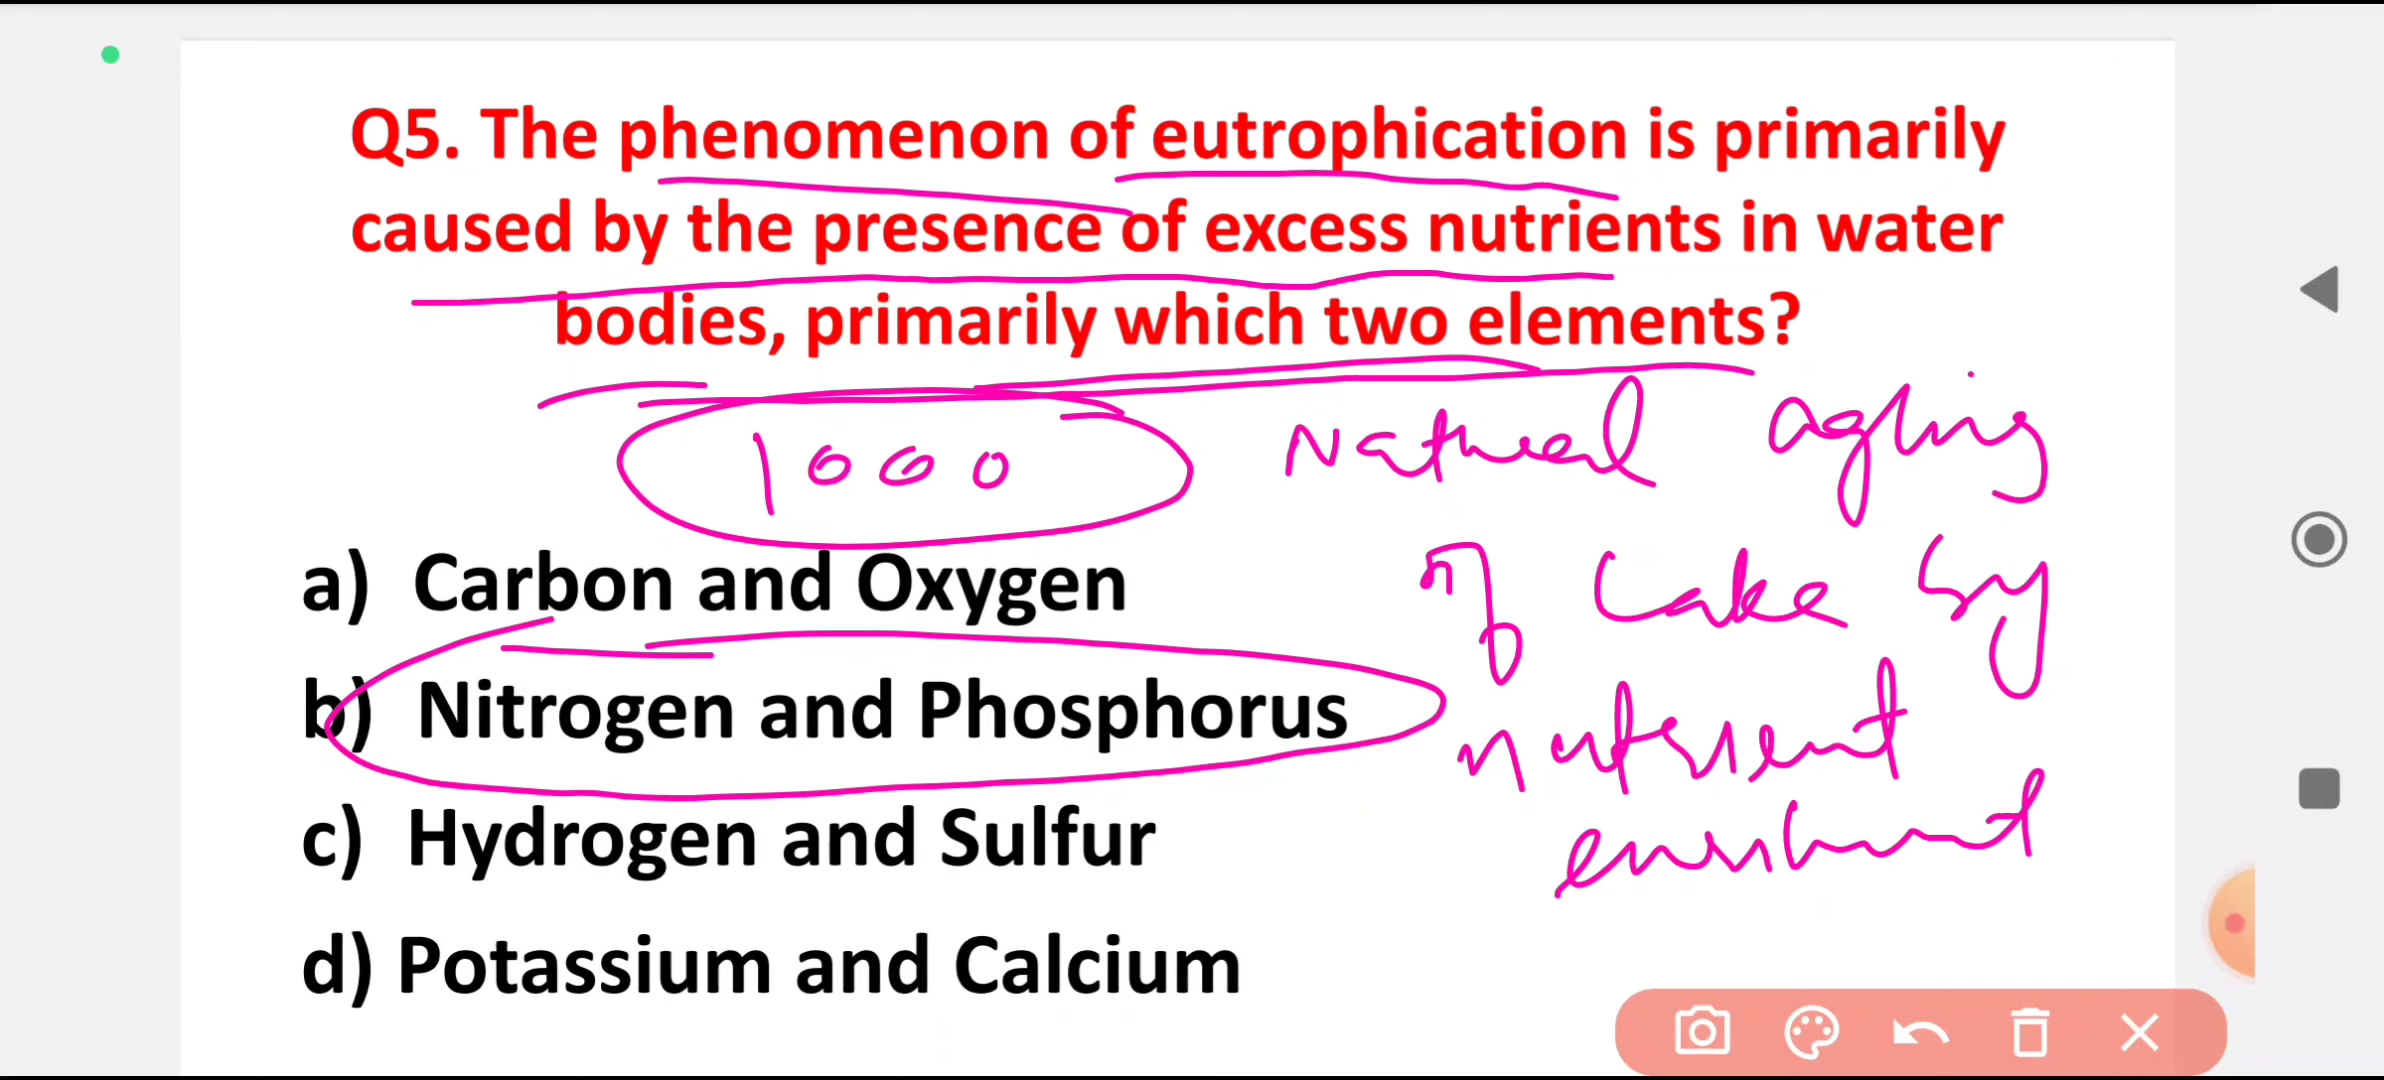 Q5. The phenomenon of eutrophication is primarily
caused by the presence of excess nutrients in water
bodies, primarily which two elements?
1000
Natural aging
of Lake by
nutrient
a) Carbon and Oxygen
b) Nitrogen and Phosphorus
c) Hydrogen and Sulfur
d) Potassium and Calcium